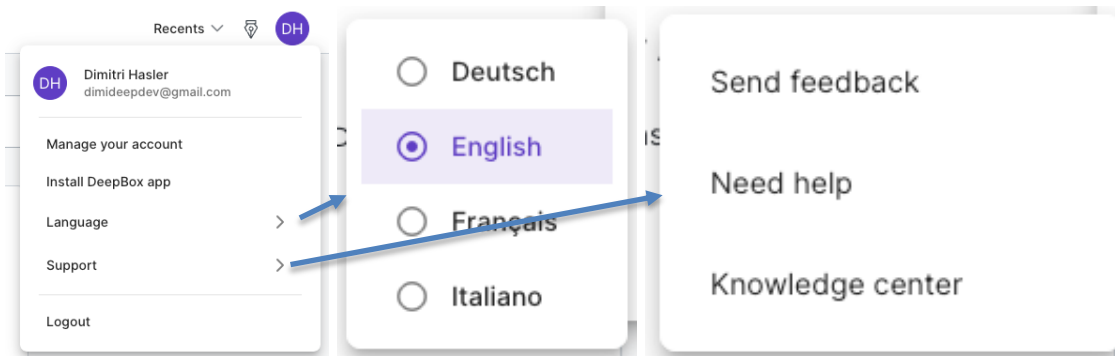 Recents
DH
DH
Dimitri Hasler
dimideepdev@gmail.com
Manage your account
Install DeepBox app
Language
Support
Logout
Deutsch
English
Français
Italiano
Send feedback
Need help
Knowledge center